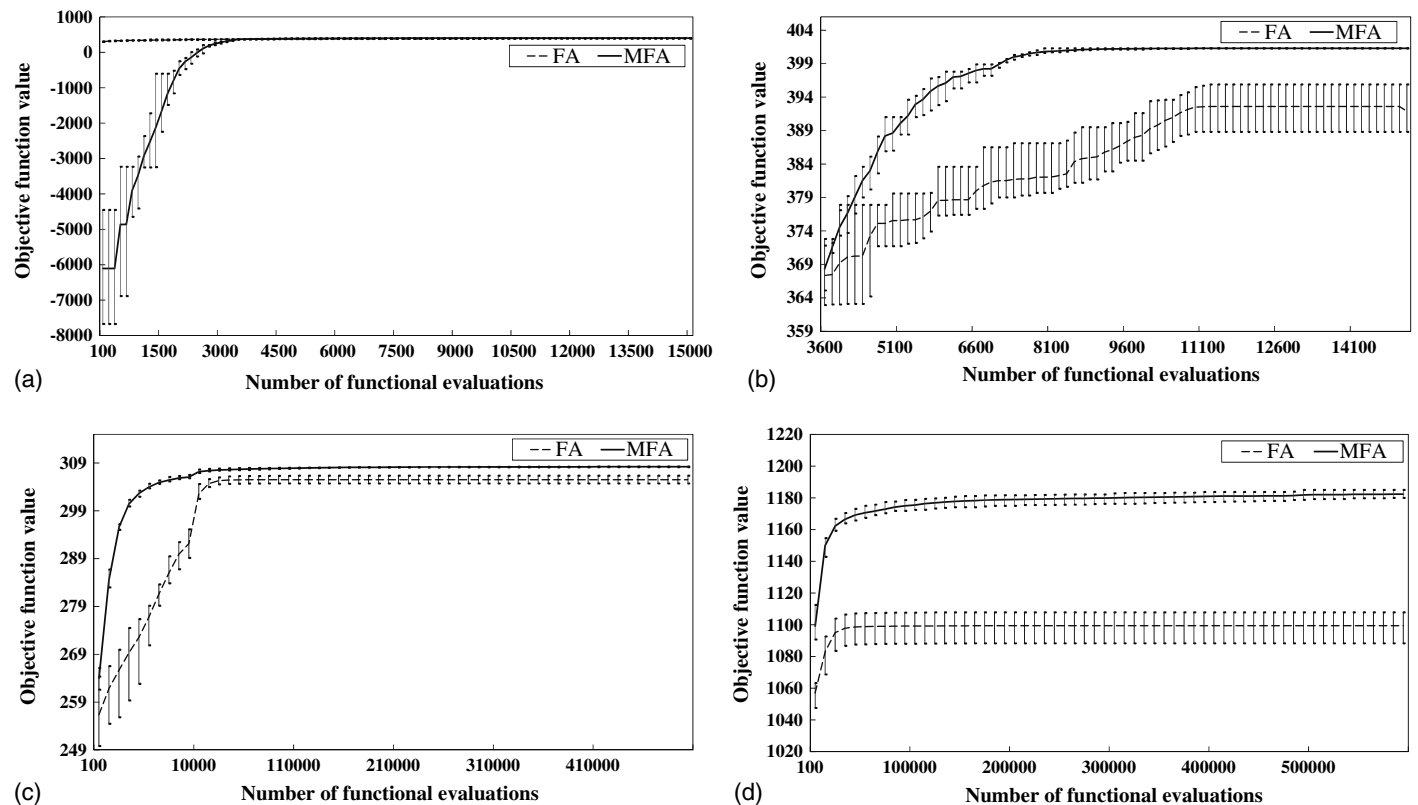 1000
0
-1000
-2000
-3000
-4000
-5000
-6000
-7000
-8000
Objective function value
FA MFA
100 1500 3000 4500 6000 7500 9000 10500 12000 13500 15000
(a) Number of functional evaluations
404
399
394
389
384
379
374
369
364
359
Objective function value
FA MFA
3600 5100 6600 8100 9600 11100 12600 14100
(b) Number of functional evaluations
309
299
289
279
269
259
249
Objective function value
FA MFA
100 10000 110000 210000 310000 410000
(c) Number of functional evaluations
1220
1200
1180
1160
1140
1120
1100
1080
1060
1040
1020
Objective function value
FA MFA
100 100000 200000 300000 400000 500000
(d) Number of functional evaluations